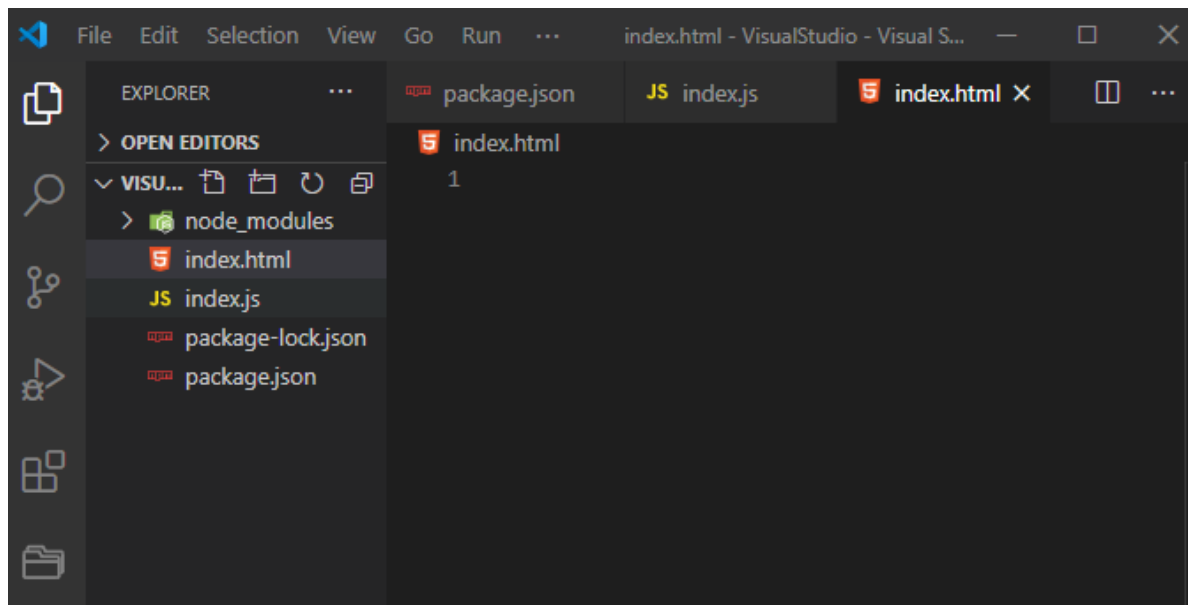 File Edit Selection View Go Run ··· index.html - VisualStudio - Visual S...
EXPLORER ···
package.json
JS index.js
index.html
OPEN EDITORS
index.html
VISU...
1
node_modules
index.html
JS index.js
package-lock.json
package.json